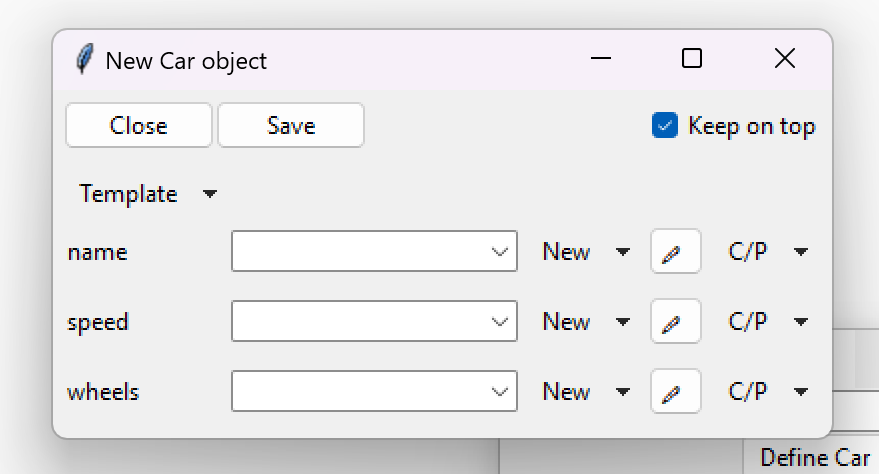 New Car object
Close Save Keep on top
Template
name New C/P
speed New C/P
wheels New C/P
Define Car